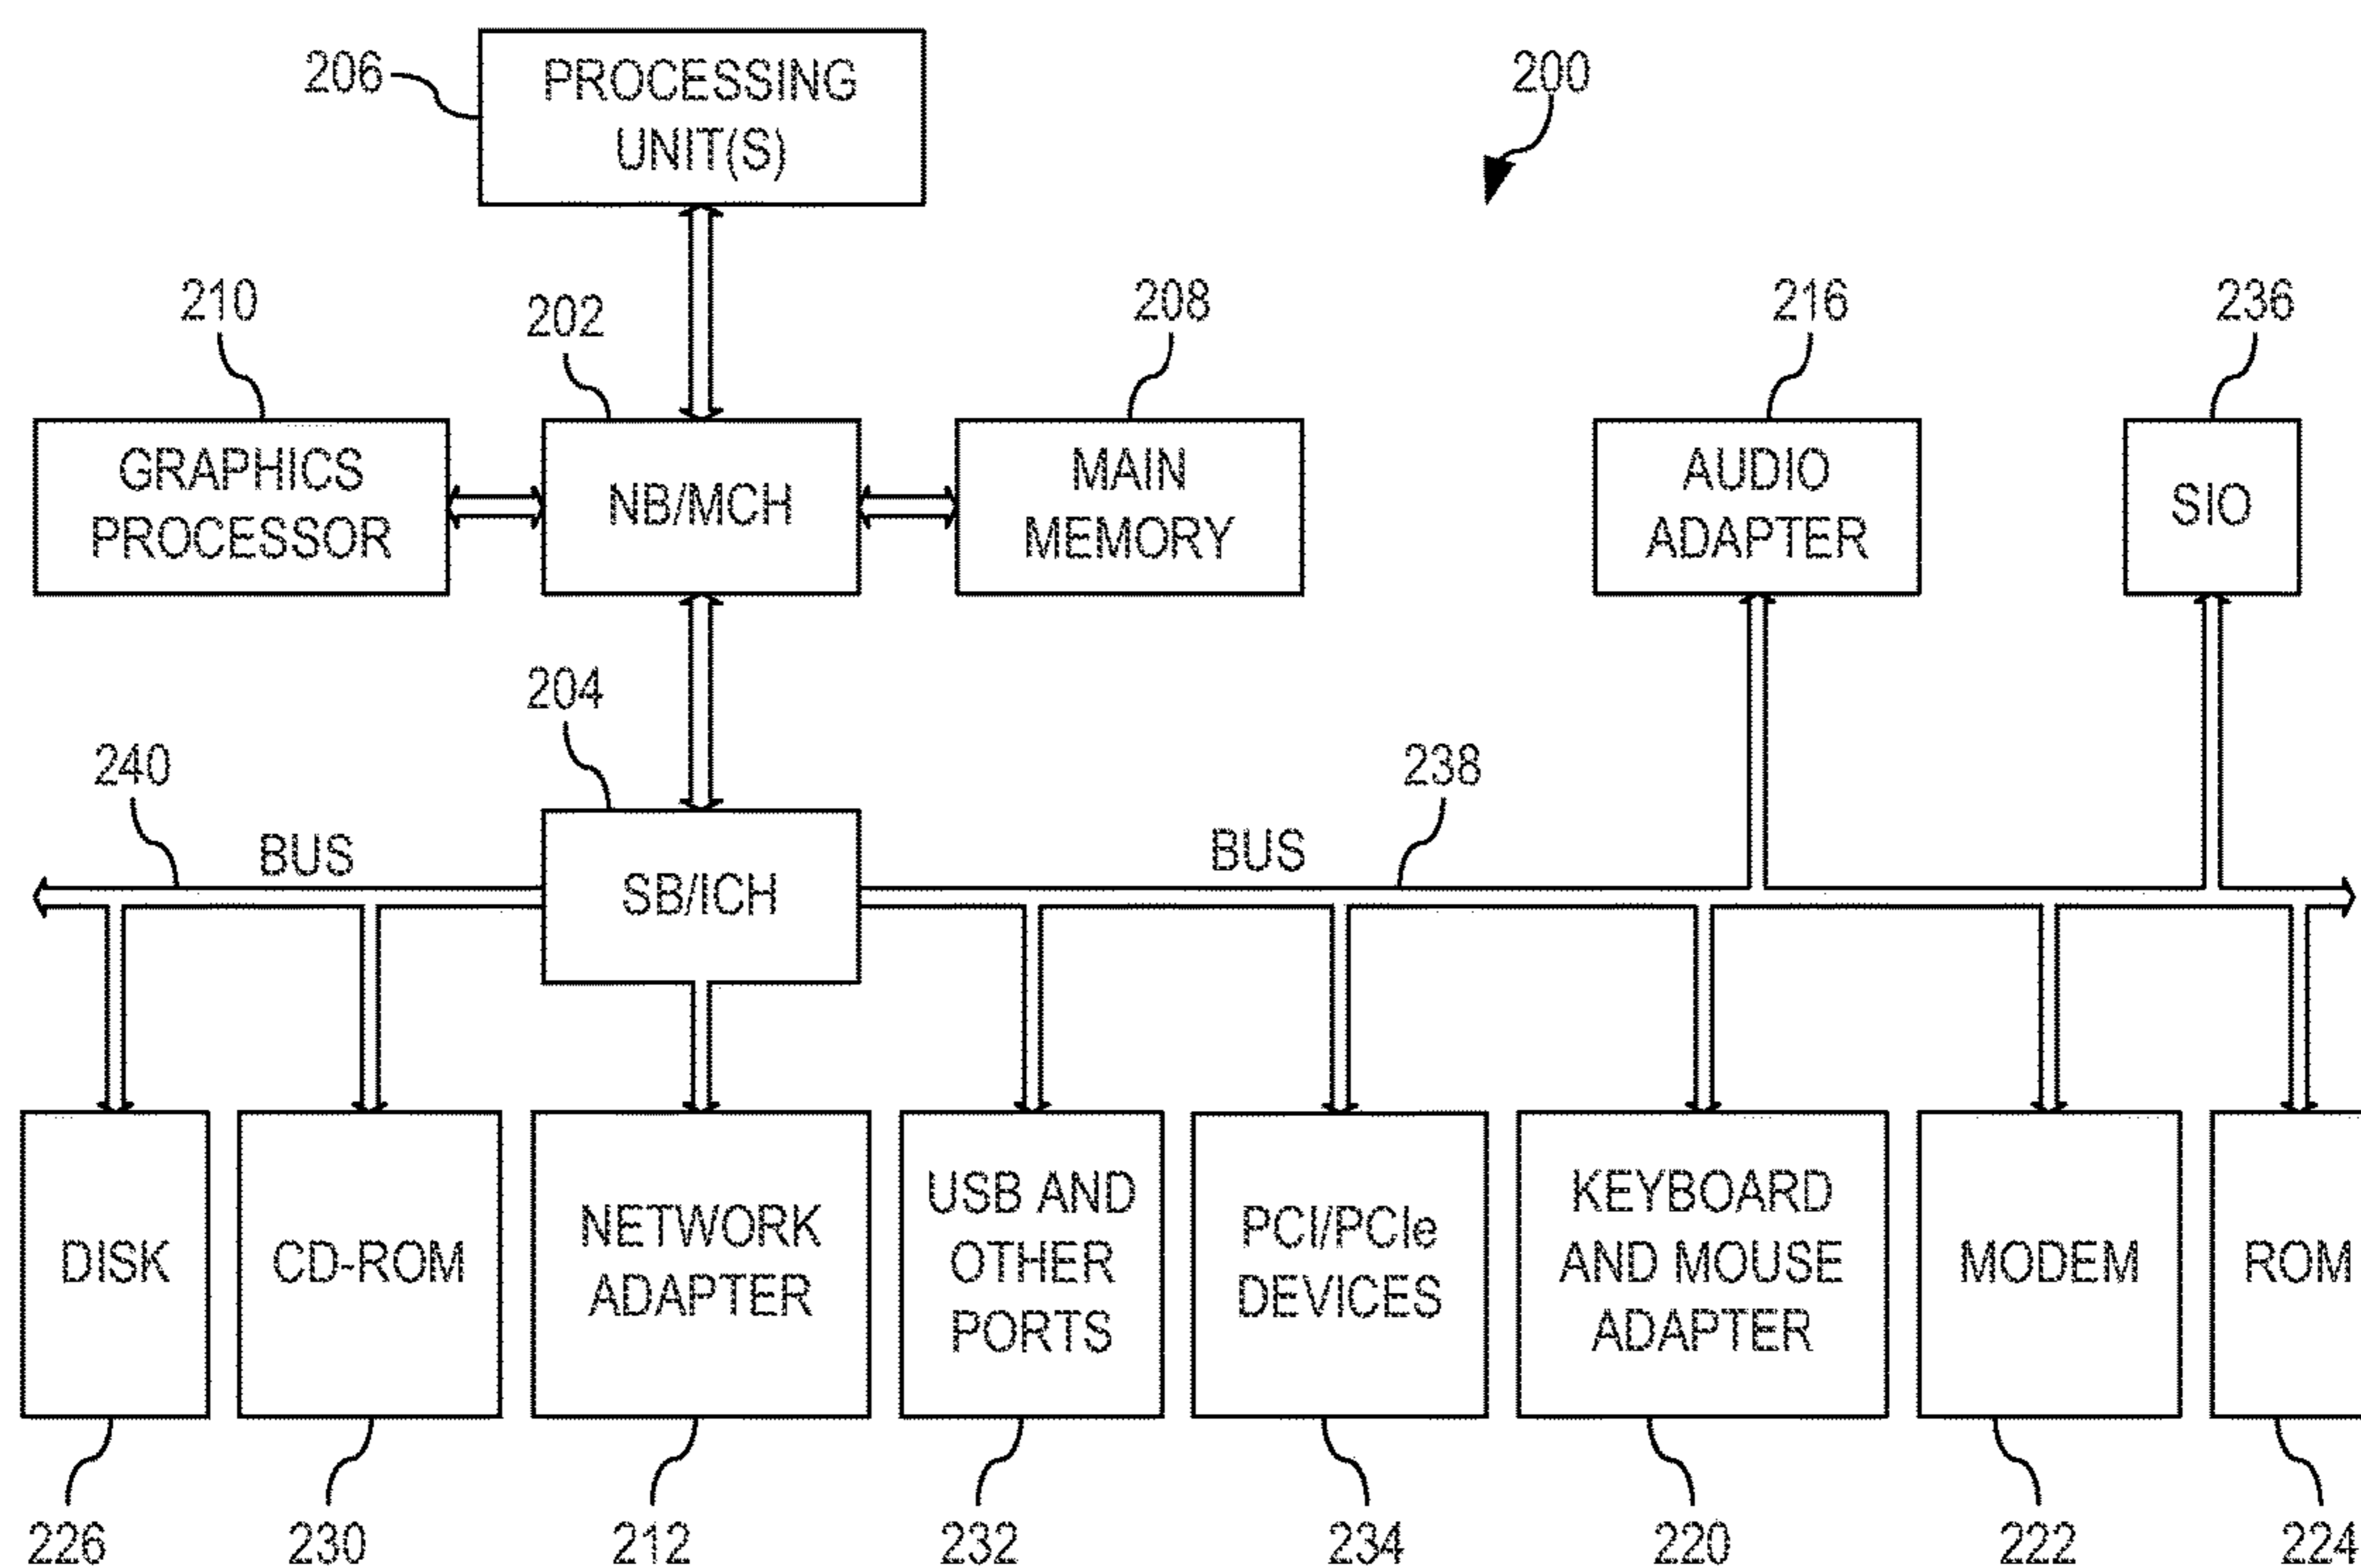 206
PROCESSING
UNIT(S)
200
210
202
208
216
236
GRAPHICS
PROCESSOR
NB/MCH
MAIN
MEMORY
AUDIO
ADAPTER
SIO
204
240
238
BUS
BUS
SB/ICH
DISK
CD-ROM
NETWORK
ADAPTER
USB AND
OTHER
PORTS
PCI/PCIe
DEVICES
KEYBOARD
AND MOUSE
ADAPTER
MODEM
ROM
226
230
212
232
234
220
222
224